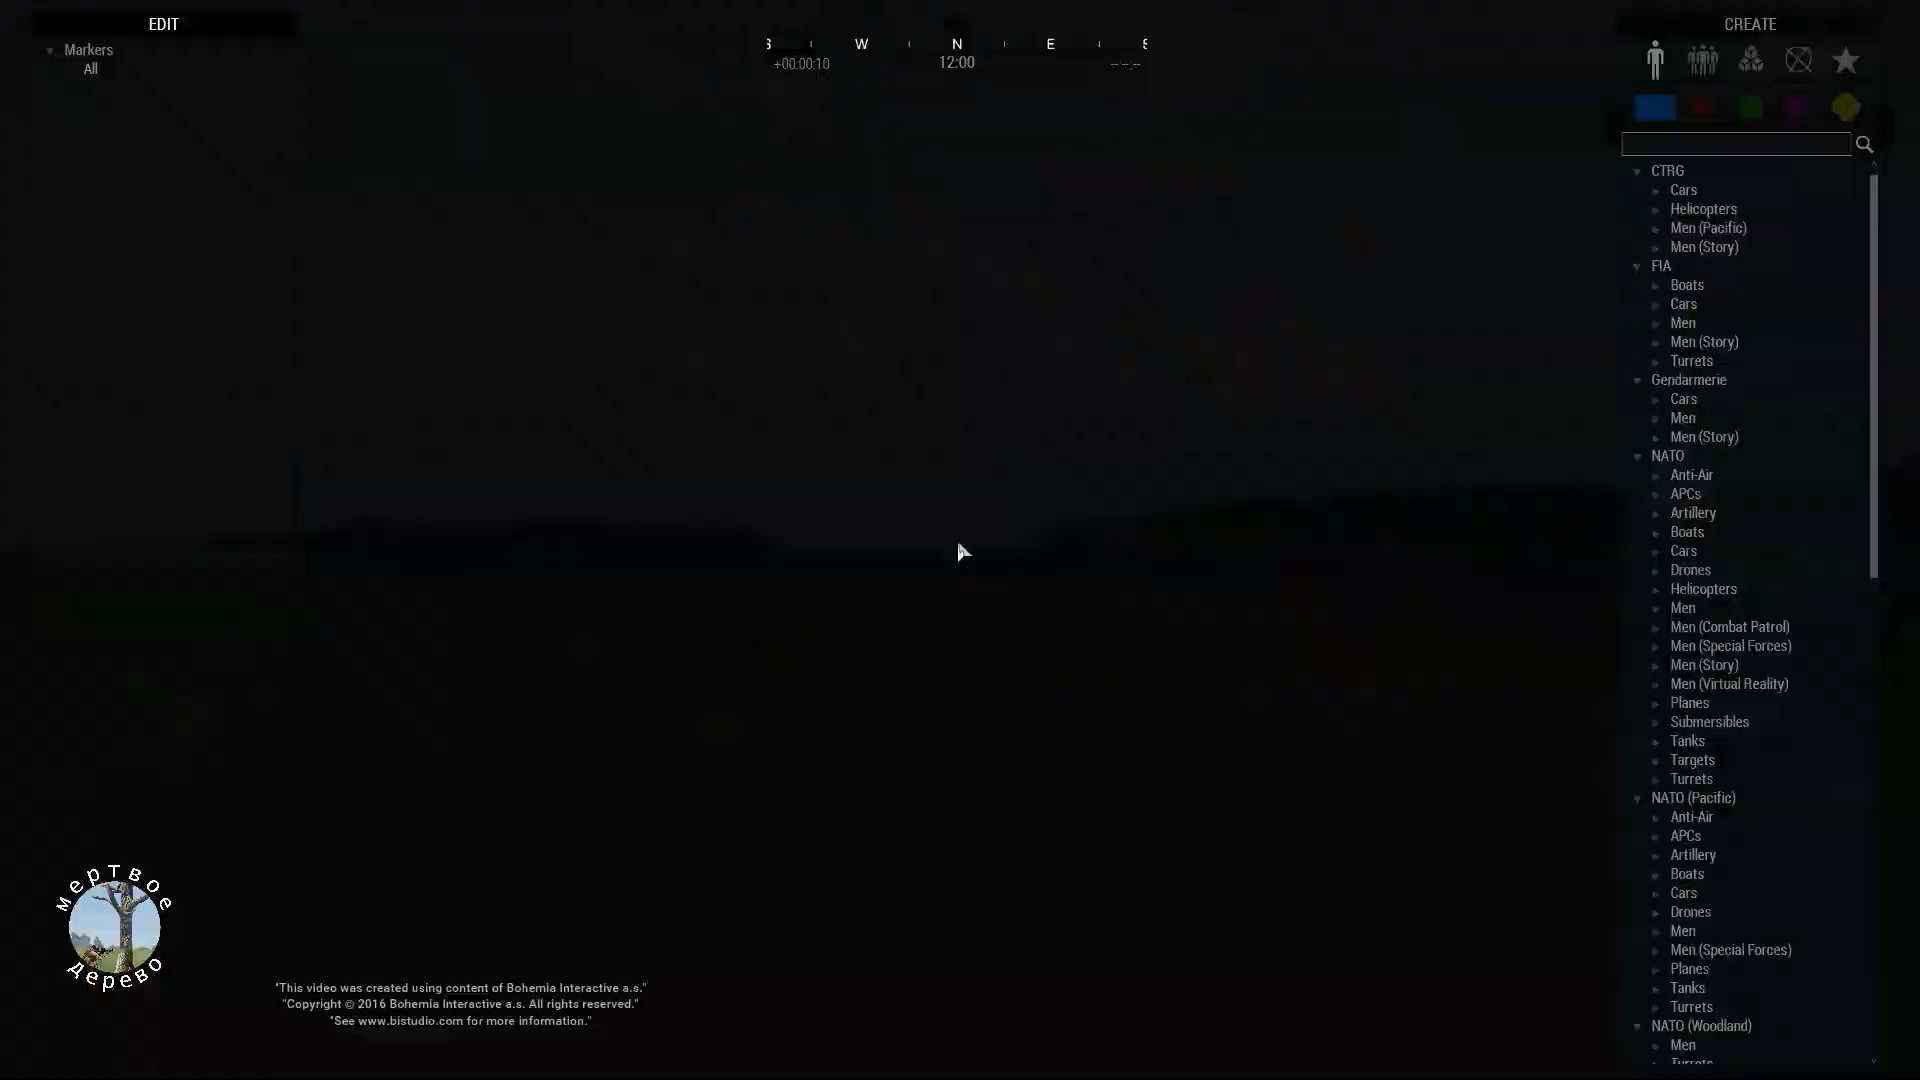 EDIT
Markers
All
W N E
+00:00:10
12:00
CREATE
CTRG
Cars
Helicopters
Men (Pacific)
Men (Story)
FIA
Boats
Cars
Men
Men (Story)
Turrets
Gendarmerie
Cars
Men
Men (Story)
NATO
Anti-Air
APCs
Artillery
Boats
Cars
Drones
Helicopters
Men
Men (Combat Patrol)
Men (Special Forces)
Men (Story)
Men (Virtual Reality)
Planes
Submersibles
Tanks
Targets
Turrets
NATO (Pacific)
Anti-Air
APCs
Artillery
Boats
Cars
Drones
Men
Men (Special Forces)
Planes
Tanks
Turrets
NATO (Woodland)
Men
Мертвое
дерево
"This video was created using content of Bohemia Interactive a.s."
"Copyright © 2016 Bohemia Interactive a.s. All rights reserved."
"See www.bistudio.com for more information."